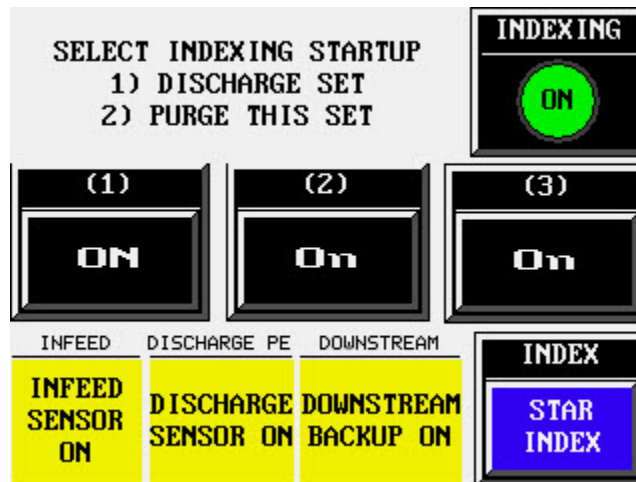 SELECT INDEXING STARTUP
1) DISCHARGE SET
2) PURGE THIS SET
INDEXING
ON
(1)
ON
(2)
On
(3)
On
INFEED
INFEED
SENSOR
ON
DISCHARGE PE
DISCHARGE
SENSOR ON
DOWNSTREAM
DOWNSTREAM
BACKUP ON
INDEX
STAR
INDEX